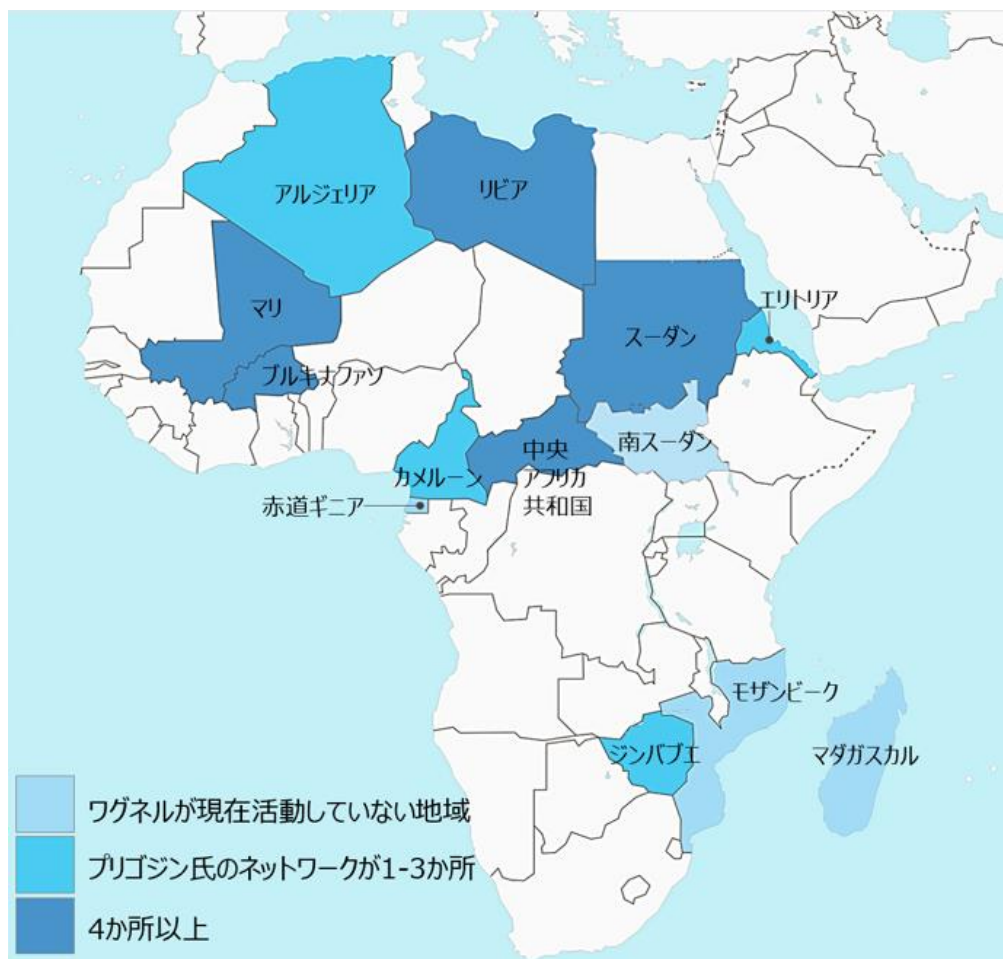 アルジェリア
リビア
マリ
エリトリア
スーダン
ブルキナファソ
南スーダン
中央
アフリカ
共和国
カメルーン
赤道ギニア
モザンビーク
ジンバブエ
マダガスカル
ワグネルが現在活動していない地域
プリゴジン氏のネットワークが1-3か所
4か所以上